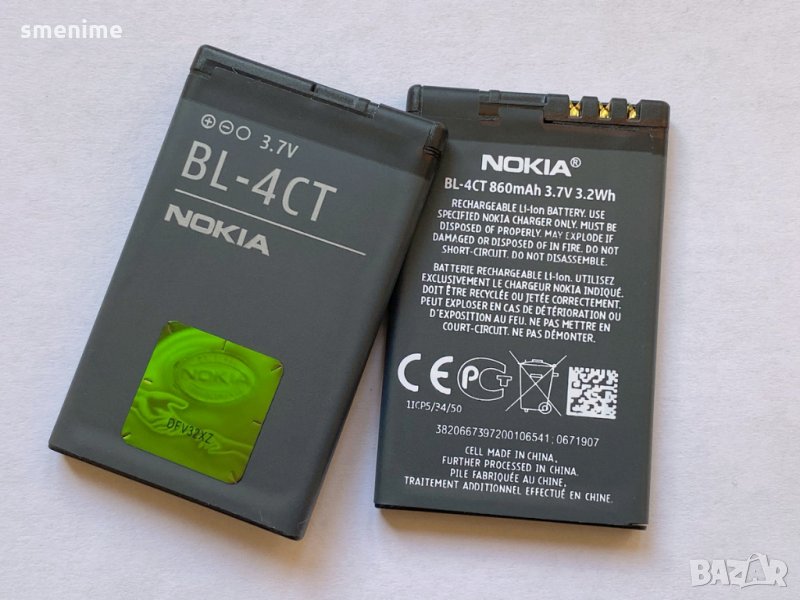 smenime
3.7V
BL-4CT
NOKIA
NOKIA
DFV32XZ
NOKIA®
BL-4CT 860mAh 3.7V 3.2Wh
RECHARGEABLE Li-Ion BATTERY. USE
SPECIFIED NOKIA CHARGER ONLY. MUST BE
DISPOSED OF PROPERLY. MAY EXPLODE IF
DAMAGED OR DISPOSED OF IN FIRE. DO NOT
SHORT-CIRCUIT. DO NOT DISASSEMBLE.
BATTERIE RECHARGEABLE Li-Ion. UTILISEZ
EXCLUSIVEMENT LE CHARGEUR NOKIA INDIQUÉ.
DOIT ÊTRE RECYCLÉE OU JETÉE CORRECTEMENT.
PEUT EXPLOSER EN CAS DE DÉTÉRIORATION OU
D'EXPOSITION AU FEU. NE PAS METTRE EN
COURT-CIRCUIT. NE PAS DÉMONTER.
CE PCT
1ICP5/34/50
3820667397200106541; 0671907
CELL MADE IN CHINA.
FURTHER PROCESSED IN CHINA.
PILE FABRIQUÉE AU CHINE.
TRAITEMENT ADDITIONNEL EFFECTUÉ EN CHINE.
BAZAR